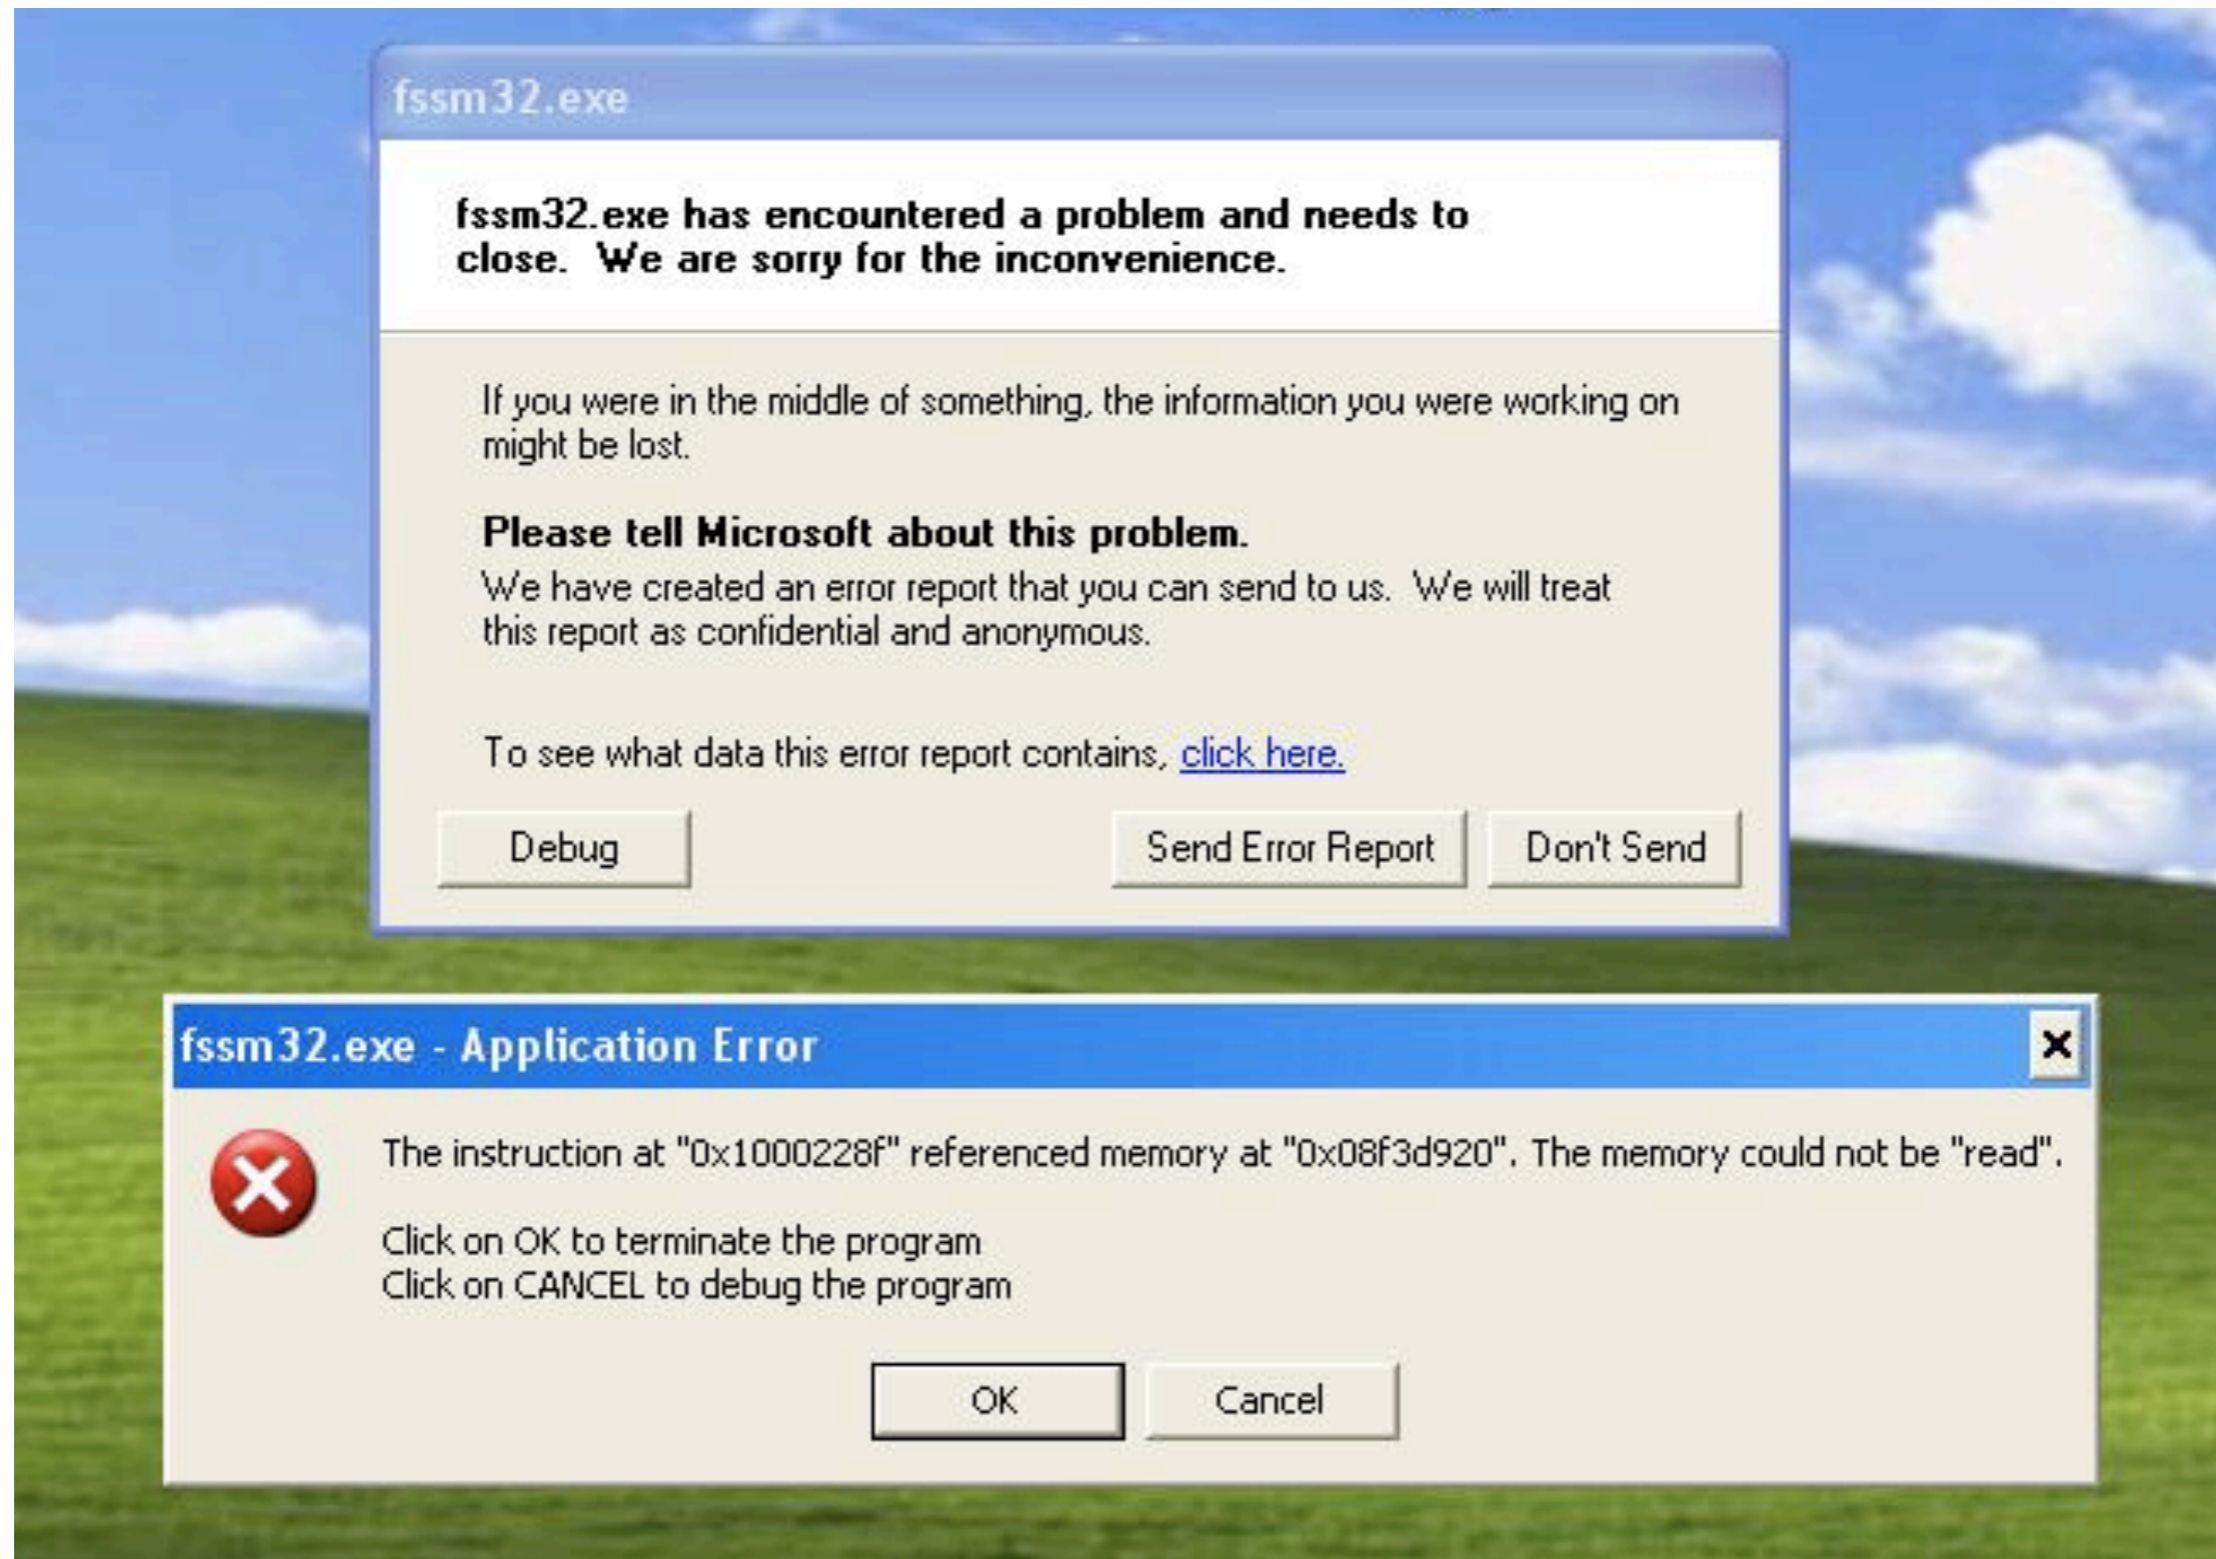 fssm32.exe
fssm32.exe has encountered a problem and needs to
close.  We are sorry for the inconvenience.
If you were in the middle of something, the information you were working on
might be lost.
Please tell Microsoft about this problem.
We have created an error report that you can send to us.  We will treat
this report as confidential and anonymous.
To see what data this error report contains, click here.
Debug Send Error Report Don't Send
fssm32.exe - Application Error
The instruction at "0x1000228f" referenced memory at "0x08f3d920". The memory could not be "read".
Click on OK to terminate the program
Click on CANCEL to debug the program
OK Cancel